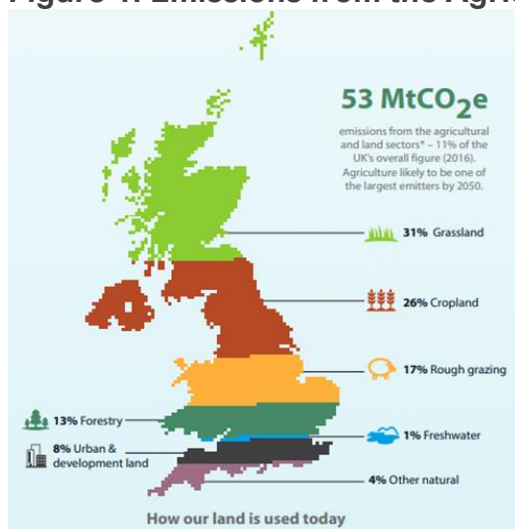 53 MtCO2e
emissions from the agricultural
and land sectors* – 11% of the
UK's overall figure (2016).
Agriculture likely to be one of
the largest emitters by 2050.
31% Grassland
26% Cropland
17% Rough grazing
13% Forestry
1% Freshwater
8% Urban &
development land
4% Other natural
How our land is used today